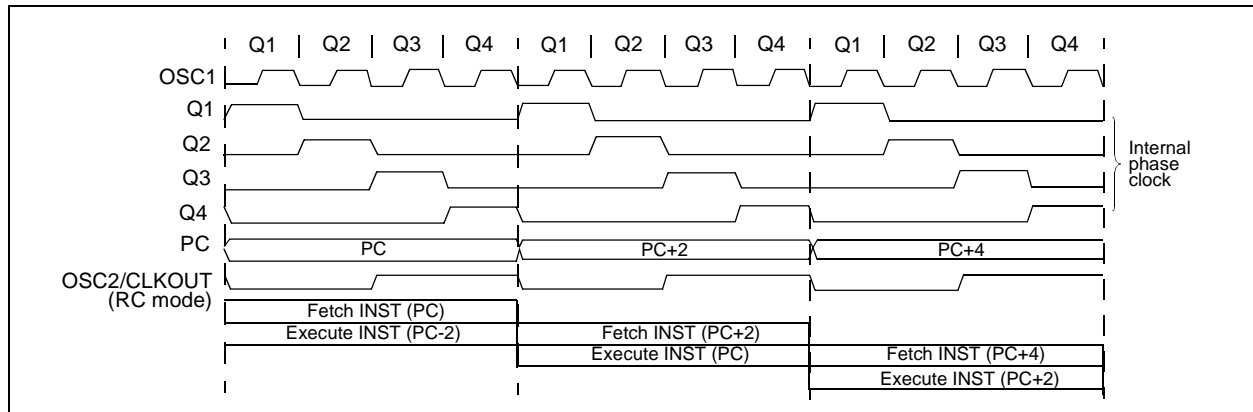 Q1 Q2 Q3 Q4 Q1 Q2 Q3 Q4 Q1 Q2 Q3 Q4
OSC1
Q1
Q2
Q3
Q4
Internal
phase
clock
PC PC PC+2 PC+4
OSC2/CLKOUT
(RC mode)
Fetch INST (PC)
Execute INST (PC-2) Fetch INST (PC+2)
Execute INST (PC) Fetch INST (PC+4)
Execute INST (PC+2)